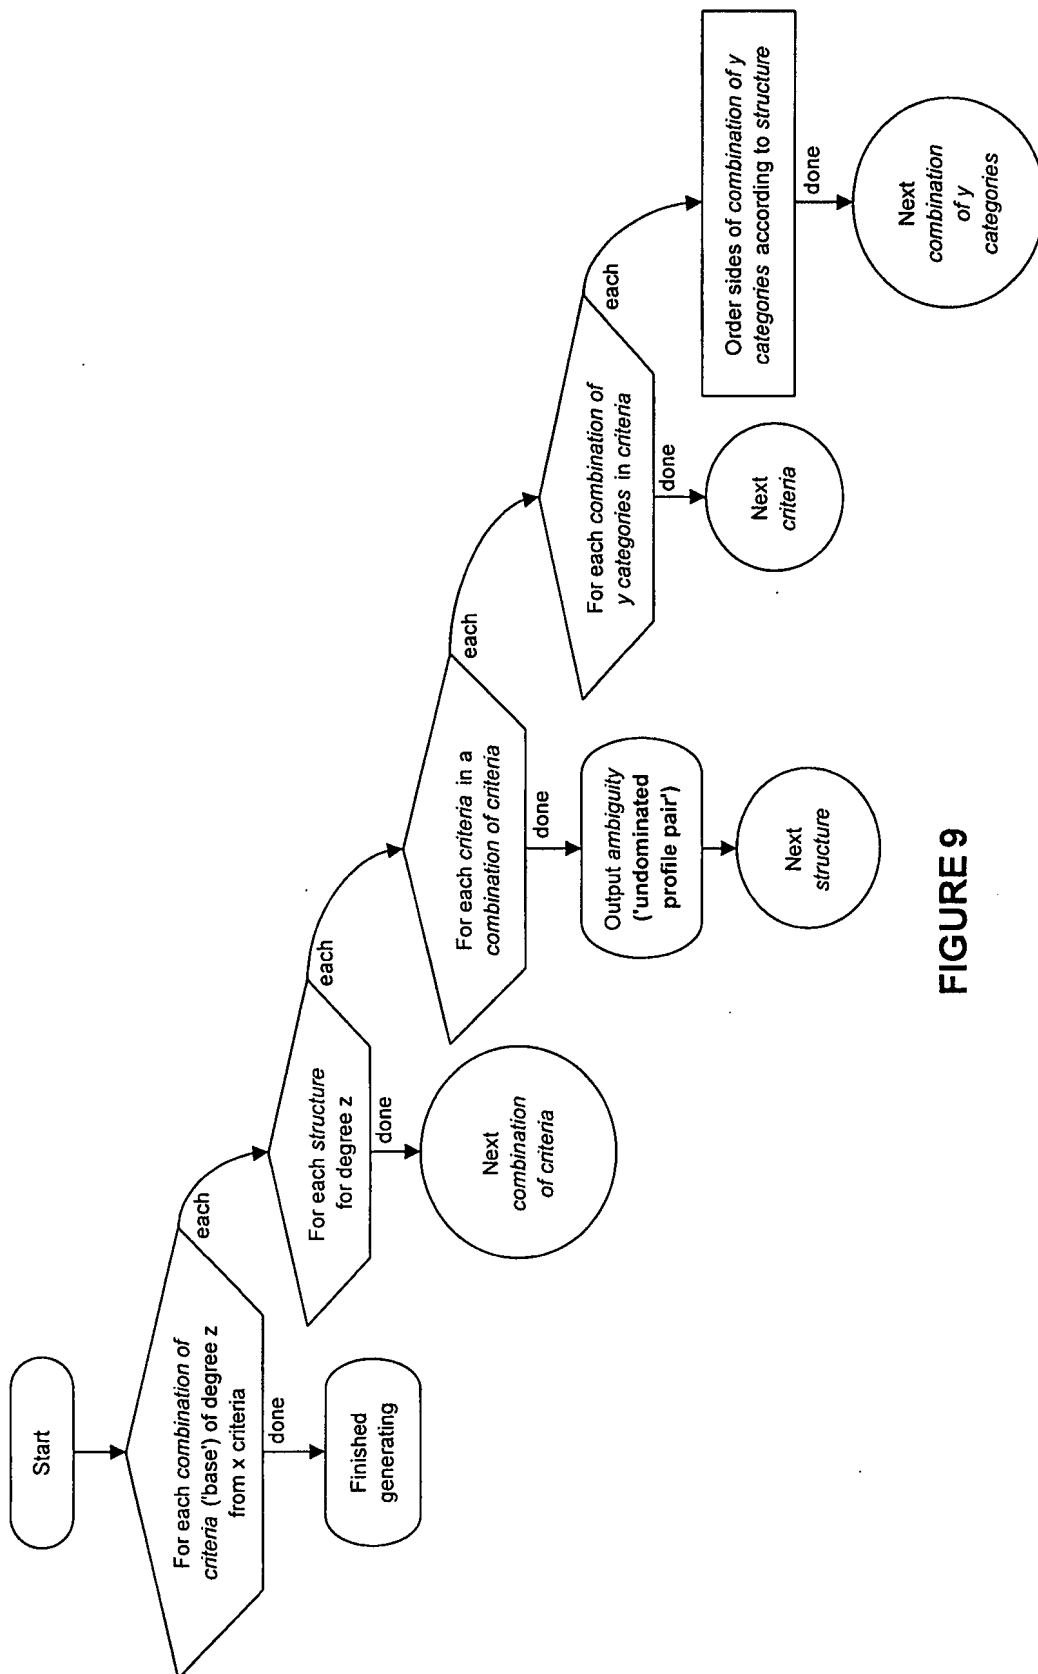 Start
For each combination of
criteria ('base') of degree z
from x criteria
each
done
Finished
generating
For each structure
for degree z
each
done
Next
combination
of criteria
For each criteria in a
combination of criteria
each
done
Output ambiguity
('undominated
profile pair')
Next
structure
For each combination of
y categories in criteria
each
done
Next
criteria
Order sides of combination of y
categories according to structure
done
Next
combination
of y
categories
FIGURE 9